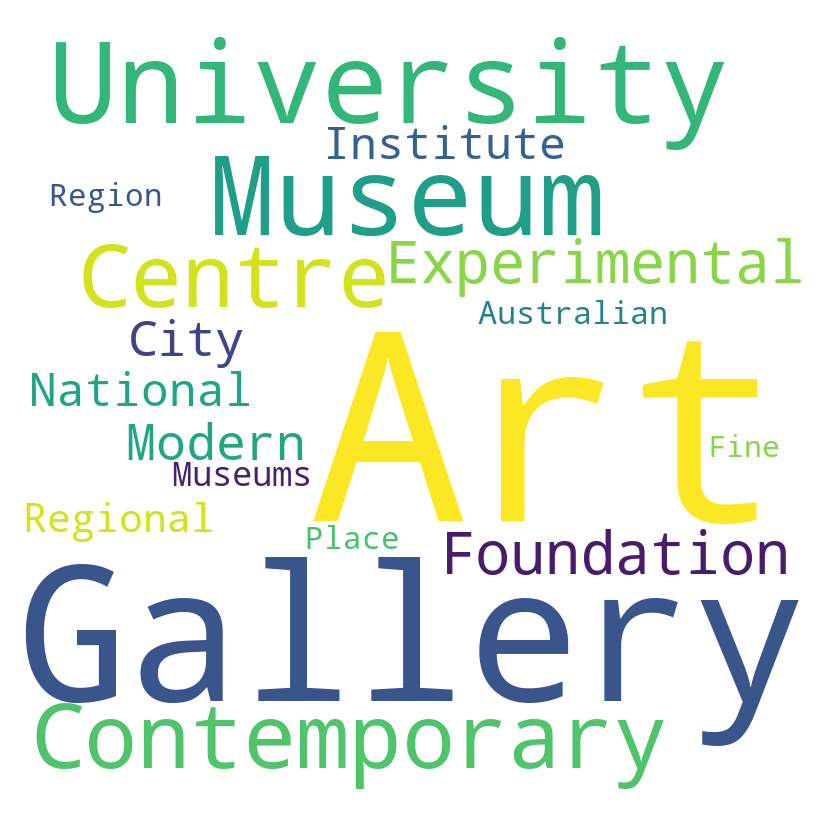 University
Institute
Museum
Region
Centre
Experimental
Australian
City
Art
National
Modern
Fine
Museums
Regional
Place
Foundation
Gallery
Contemporary